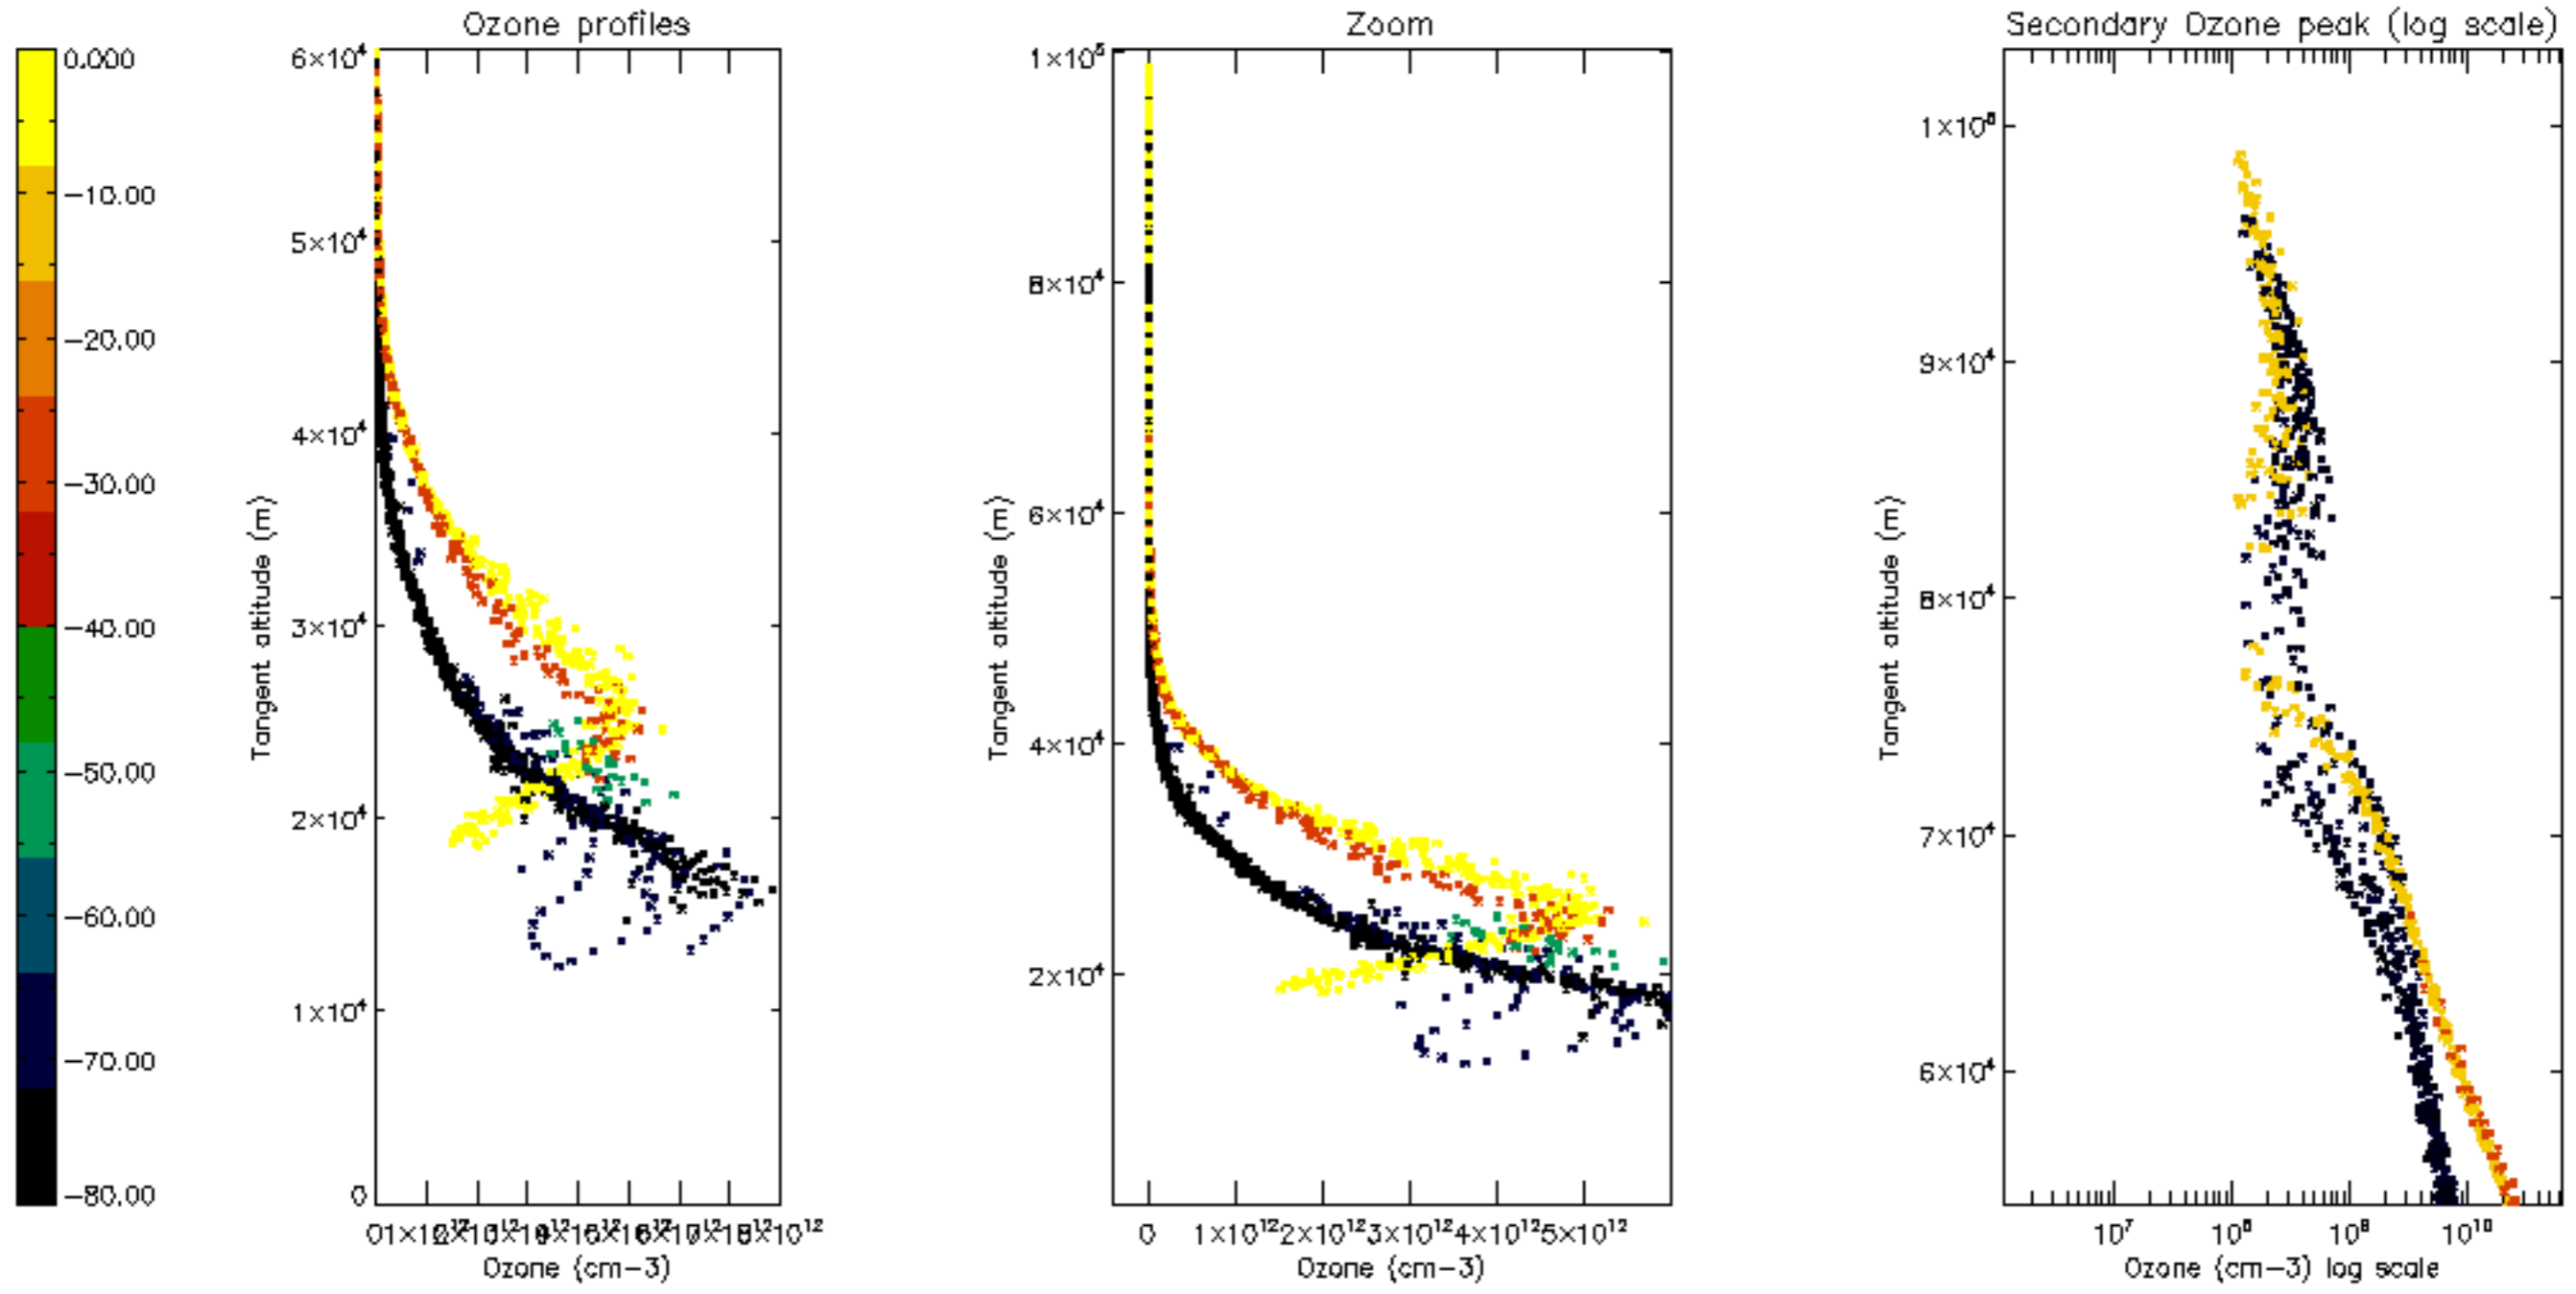 0.000
−10.00
−20.00
−30.00
−40.00
−50.00
−60.00
−70.00
−80.00
Ozone profiles
6×10⁴
5×10⁴
4×10⁴
3×10⁴
2×10⁴
1×10⁴
0
Tangent altitude (m)
Ozone (cm−3)
Zoom
1×10⁵
8×10⁴
6×10⁴
4×10⁴
2×10⁴
Tangent altitude (m)
0 1×10¹² 2×10¹² 3×10¹² 4×10¹² 5×10¹²
Ozone (cm−3)
Secondary Ozone peak (log scale)
1×10⁵
9×10⁴
8×10⁴
7×10⁴
6×10⁴
Tangent altitude (m)
10⁷ 10⁸ 10⁹ 10¹⁰
Ozone (cm−3) log scale